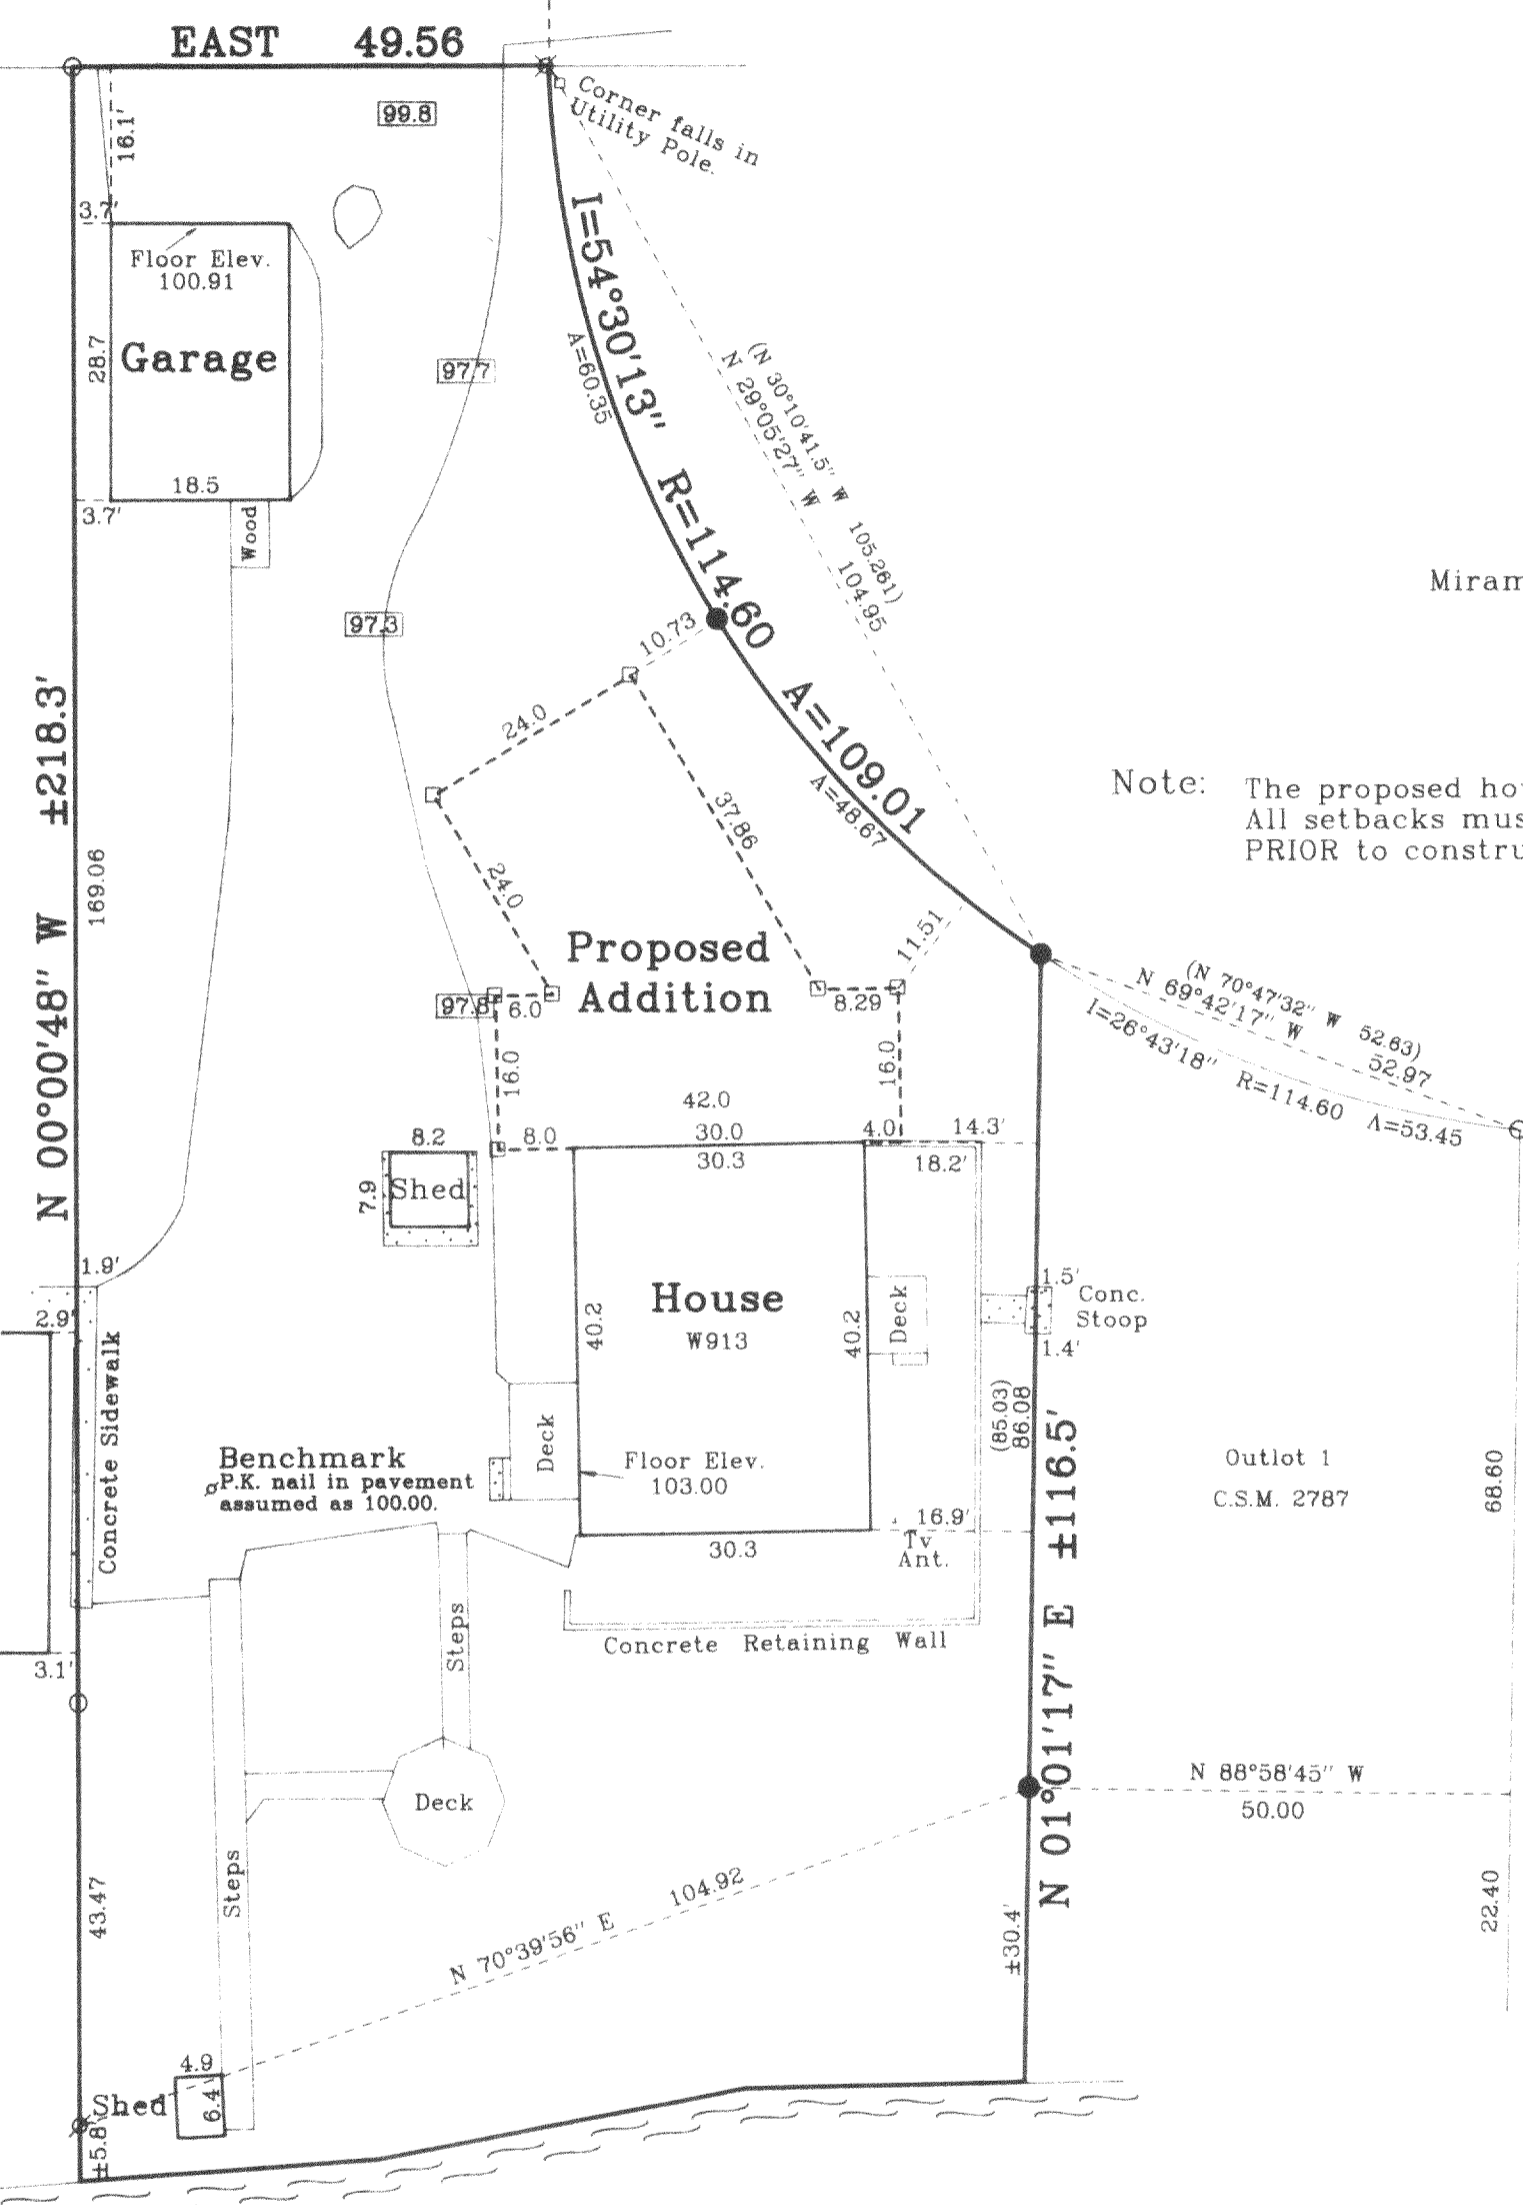 EAST 49.56
99.8
Corner falls in
Utility Pole.
16.1'
3.7'
Floor Elev.
100.91
28.7
Garage
97.7
18.5
3.7'
Wood
I=54°30'13" R=114.60 A=109.01
A=60.35
(N 30°10'41.5" W 105.261)
N 29°05'27" W 104.95
97.3
10.73
24.0
37.86
24.0
A=48.67
11.51
N 00°00'48" W ±218.3'
169.06
Note: The proposed ho
All setbacks mus
PRIOR to constru
Miram
Proposed
Addition
97.8
6.0
8.29
16.0
16.0
42.0
8.0
30.0
4.0
14.3'
30.3
18.2'
(N 70°47'32" W 52.63)
N 69°42'17" W 52.97
I=26°43'18" R=114.60 A=53.45
8.2
7.9
Shed
1.9'
2.9'
House
W913
40.2
40.2
Deck
1.5'
Conc.
Stoop
1.4'
Concrete Sidewalk
(85.03)
86.08
Benchmark
P.K. nail in pavement
assumed as 100.00.
Deck
Floor Elev.
103.00
16.9'
Tv
Ant.
30.3
Outlot 1
C.S.M. 2787
68.60
N 01°01'17" E ±116.5'
Steps
Concrete Retaining Wall
3.1'
Deck
N 88°58'45" W
50.00
Steps
43.47
N 70°39'56" E 104.92
±30.4'
22.40
4.9
Shed
6.4
±5.8'